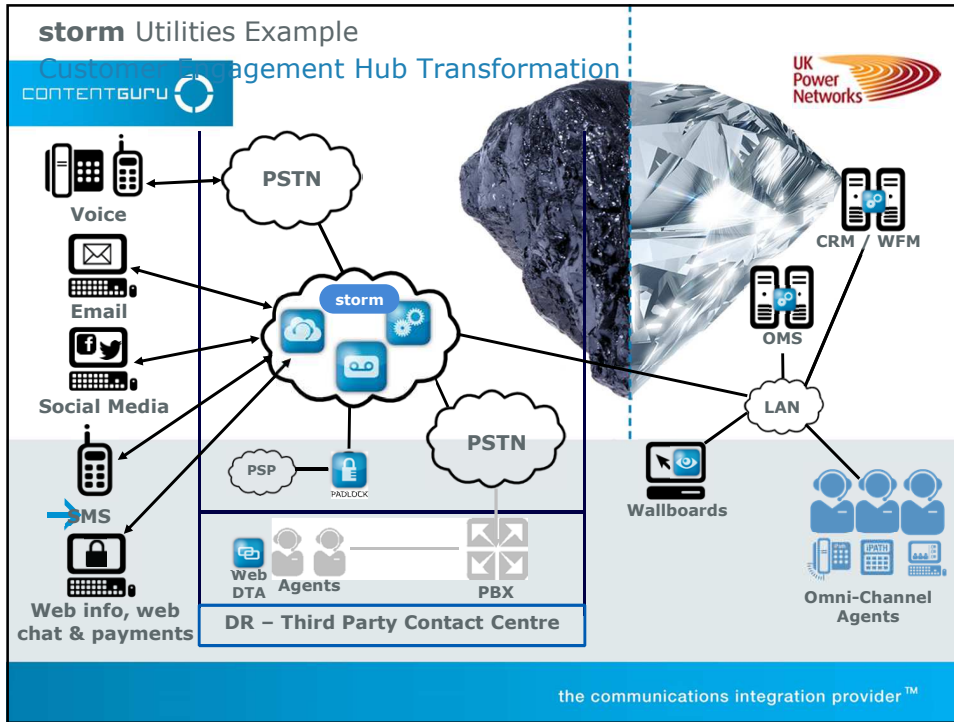 storm Utilities Example
Customer Engagement Hub Transformation
CONTENTGURU
UK
Power
Networks
Voice
PSTN
CRM / WFM
Email
storm
OMS
Social Media
LAN
PSTN
PSP
PADLOCK
SMS
Wallboards
Web
DTA
Agents
PBX
iPATH
Omni-Channel
Agents
Web info, web
chat & payments
DR – Third Party Contact Centre
the communications integration provider™